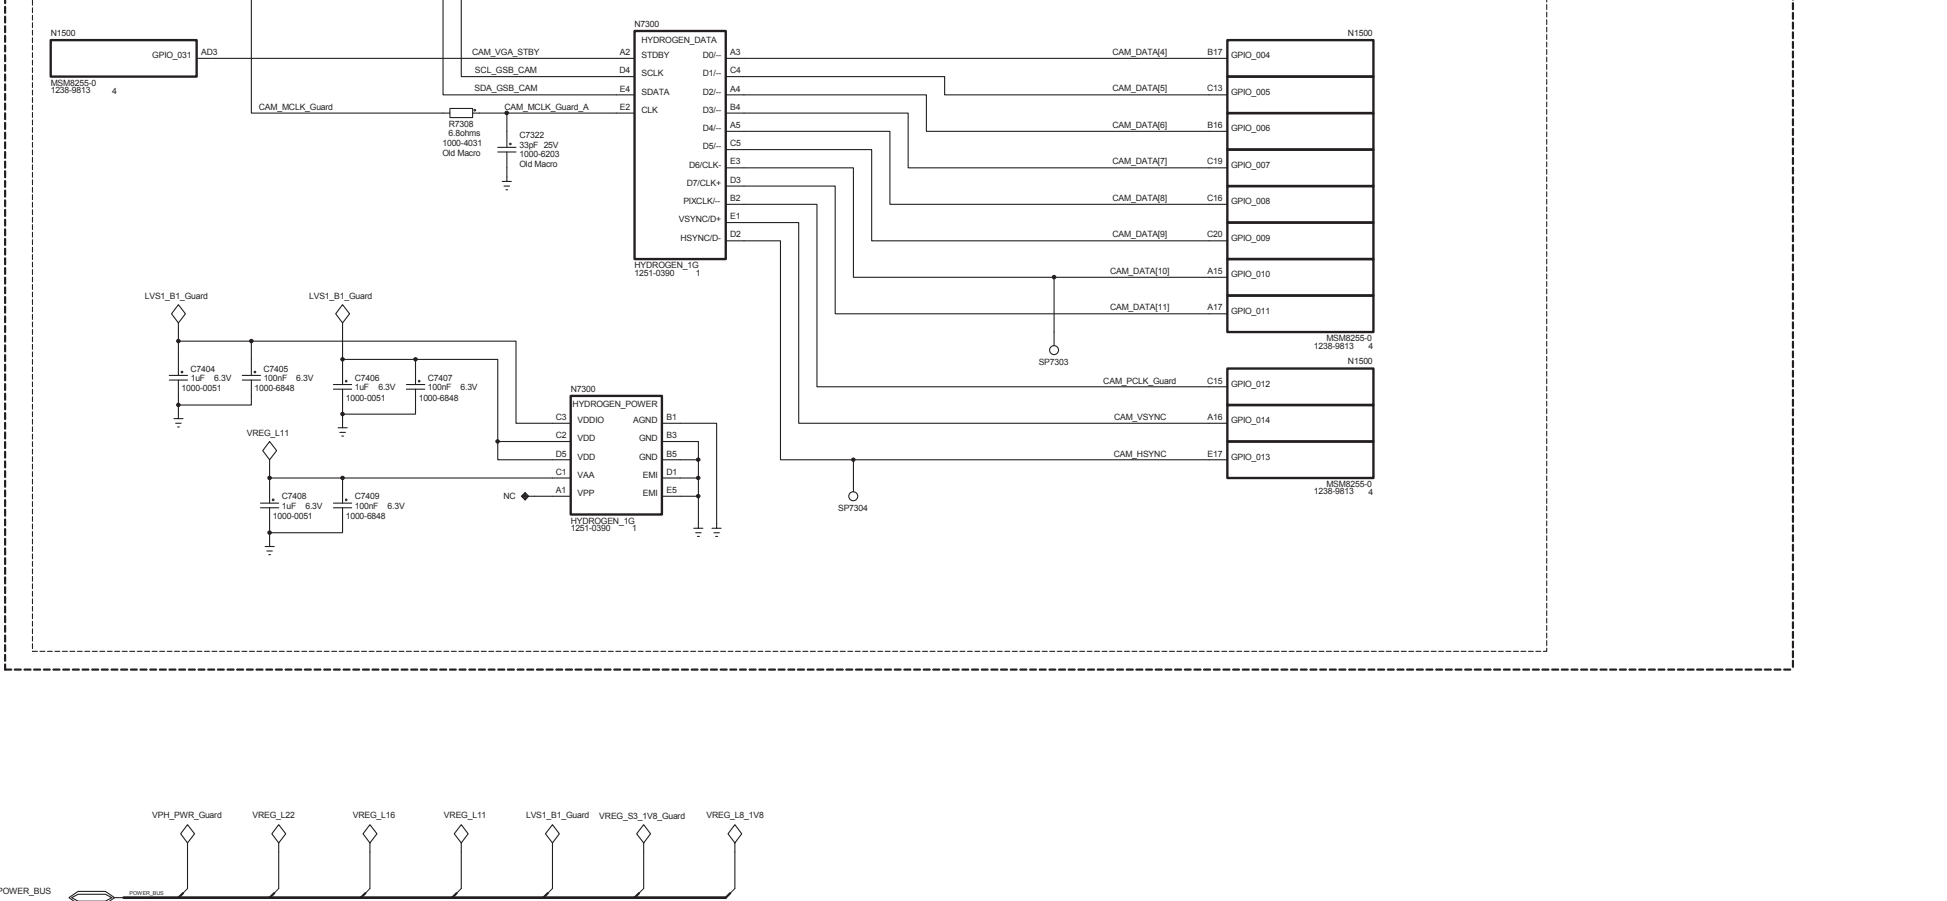 N1500
GPIO_031
AD3
MSM8255-0
1238-9813 4
CAM_VGA_STBY
SCL_GSB_CAM
SDA_GSB_CAM
CAM_MCLK_Guard
CAM_MCLK_Guard_A
R7308
6.8ohms
1000-4031
Old Macro
C7322
33pF 25V
1000-6203
Old Macro
N7300
HYDROGEN_DATA
A2 STDBY
D4 SCLK
E4 SDATA
E2 CLK
D0/-- A3
D1/-- C4
D2/-- A4
D3/-- B4
D4/-- A5
D5/-- C5
D6/CLK- E3
D7/CLK+ D3
PIXCLK/-- B2
VSYNC/D+ E1
HSYNC/D- D2
HYDROGEN_1G
1251-0390 1
N1500
CAM_DATA[4] B17 GPIO_004
CAM_DATA[5] C13 GPIO_005
CAM_DATA[6] B16 GPIO_006
CAM_DATA[7] C19 GPIO_007
CAM_DATA[8] C16 GPIO_008
CAM_DATA[9] C20 GPIO_009
CAM_DATA[10] A15 GPIO_010
CAM_DATA[11] A17 GPIO_011
MSM8255-0
1238-9813 4
SP7303
N1500
CAM_PCLK_Guard C15 GPIO_012
CAM_VSYNC A16 GPIO_014
CAM_HSYNC E17 GPIO_013
MSM8255-0
1238-9813 4
SP7304
LVS1_B1_Guard
LVS1_B1_Guard
C7404
1uF 6.3V
1000-0051
C7405
100nF 6.3V
1000-6848
C7406
1uF 6.3V
1000-0051
C7407
100nF 6.3V
1000-6848
VREG_L11
C7408
1uF 6.3V
1000-0051
C7409
100nF 6.3V
1000-6848
N7300
HYDROGEN_POWER
C3 VDDIO AGND B1
C2 VDD GND B3
D5 VDD GND B5
C1 VAA EMI D1
NC A1 VPP EMI E5
HYDROGEN_1G
1251-0390 1
VPH_PWR_Guard
VREG_L22
VREG_L16
VREG_L11
LVS1_B1_Guard
VREG_S3_1V8_Guard
VREG_L8_1V8
POWER_BUS
POWER_BUS